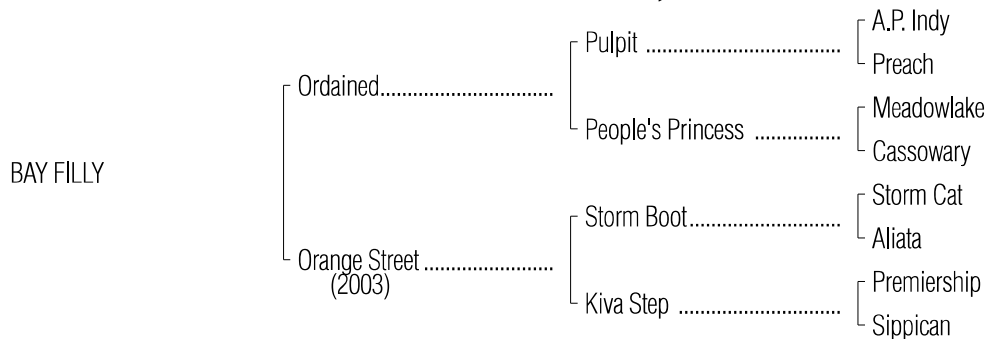 A.P. Indy
Pulpit ........................................
Preach
Ordained....................................
Meadowlake
People's Princess .................
Cassowary
BAY FILLY
Storm Cat
Storm Boot...............................
Aliata
Orange Street ..........................
(2003)
Premiership
Kiva Step .................................
Sippican